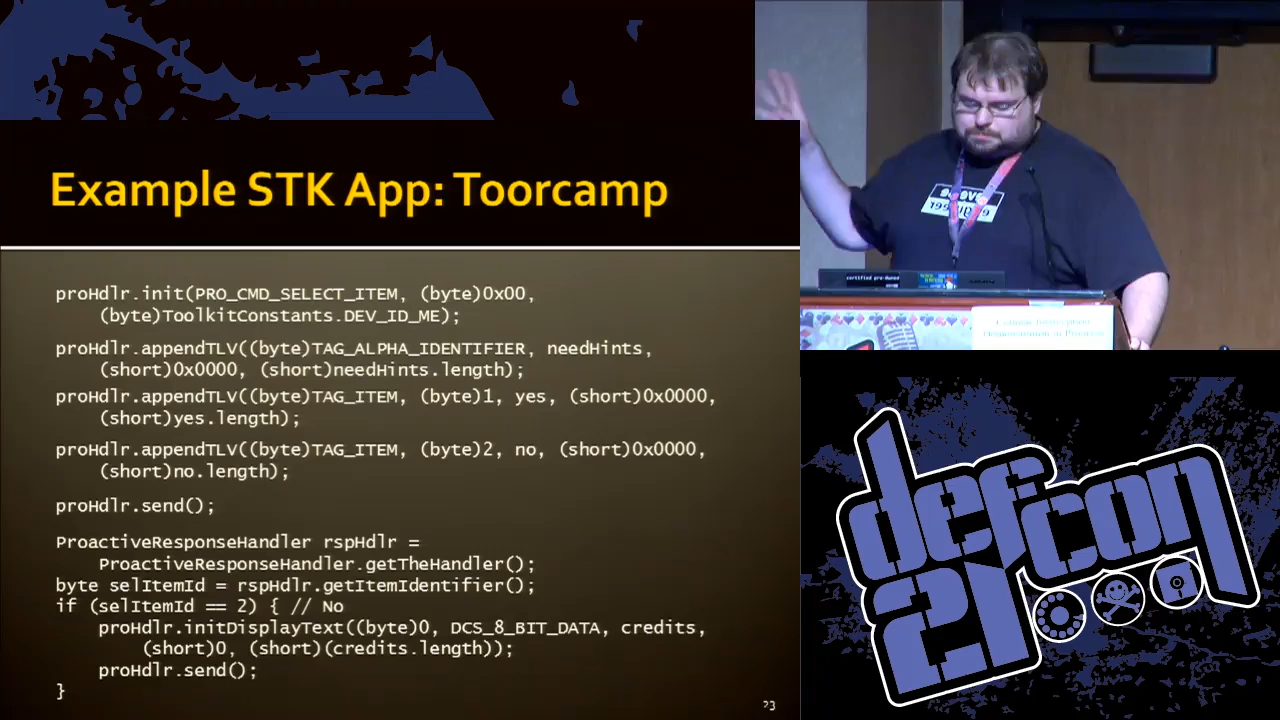 Example STK App: Toorcamp
proHdlr.init(PRO_CMD_SELECT_ITEM, (byte)0x00,
(byte)ToolkitConstants.DEV_ID_ME);
proHdlr.appendTLV((byte)TAG_ALPHA_IDENTIFIER, needHints,
(short)0x0000, (short)needHints.length);
proHdlr.appendTLV((byte)TAG_ITEM, (byte)1, yes, (short)0x0000,
(short)yes.length);
proHdlr.appendTLV((byte)TAG_ITEM, (byte)2, no, (short)0x0000,
(short)no.length);
proHdlr.send();
ProactiveResponseHandler rspHdlr =
ProactiveResponseHandler.getTheHandler();
byte selItemId = rspHdlr.getItemIdentifier();
if (selItemId == 2) { // No
proHdlr.initDisplayText((byte)0, DCS_8_BIT_DATA, credits,
(short)0, (short)(credits.length));
proHdlr.send();
}
23
certified pre-0wned
defcon
21